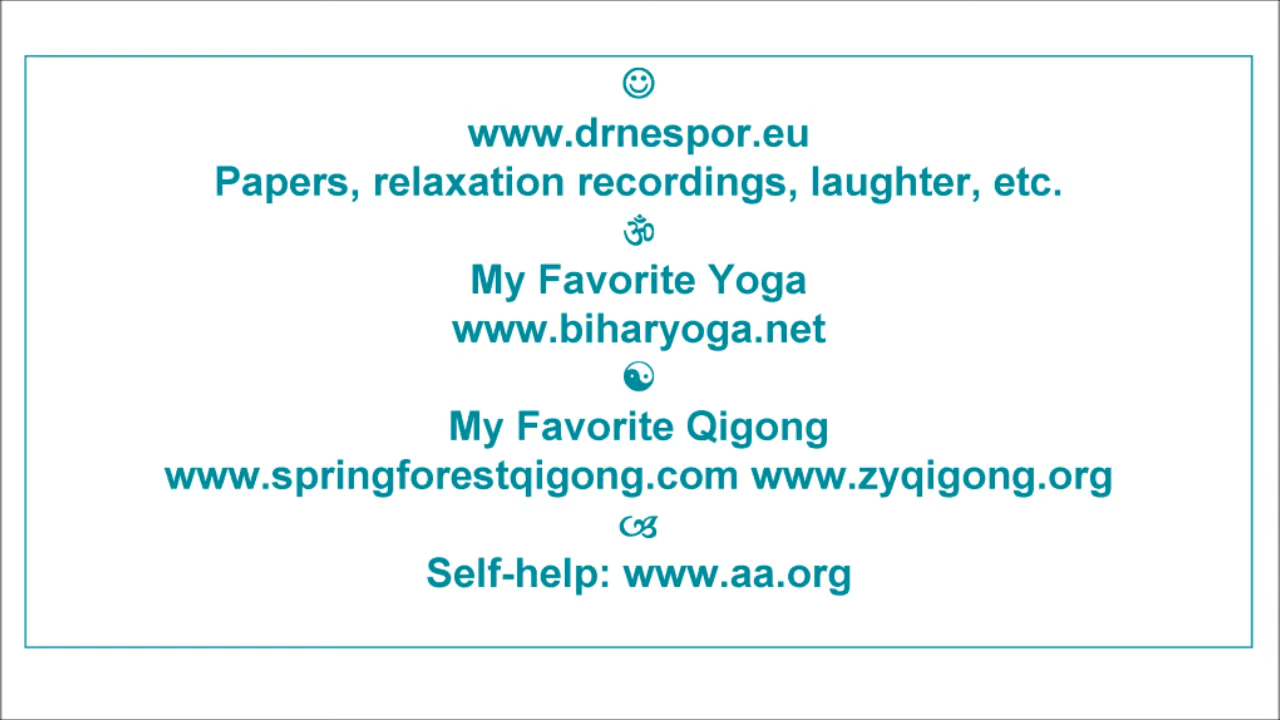 ☺
www.drnespor.eu
Papers, relaxation recordings, laughter, etc.
ॐ
My Favorite Yoga
www.biharyoga.net
☯
My Favorite Qigong
www.springforestqigong.com www.zyqigong.org
Self-help: www.aa.org